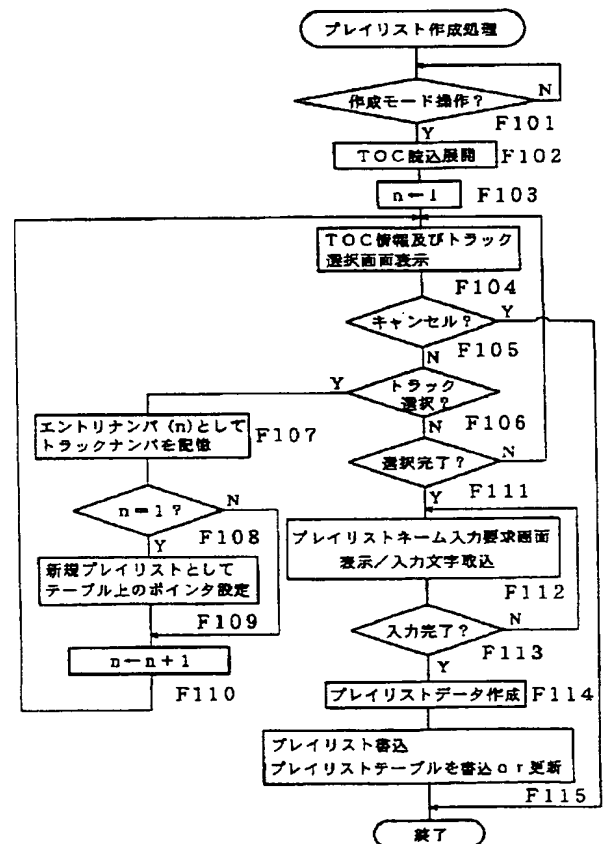 プレイリスト作成処理
N
作成モード操作?
F101
Y
TOC読込展開
F102
n←1
F103
TOC情報及びトラック
選択画面表示
F104
キャンセル?
Y
F105
N
Y
トラック
選択?
F106
エントリナンバ(n)として
トラックナンバを記憶
F107
N
選択完了?
N
F111
n=1?
N
F108
Y
Y
プレイリストネーム入力要求画面
表示/入力文字取込
F112
新規プレイリストとして
テーブル上のポインタ設定
F109
入力完了?
N
F113
n←n+1
F110
Y
プレイリストデータ作成
F114
プレイリスト書込
プレイリストテーブルを書込or更新
F115
終了